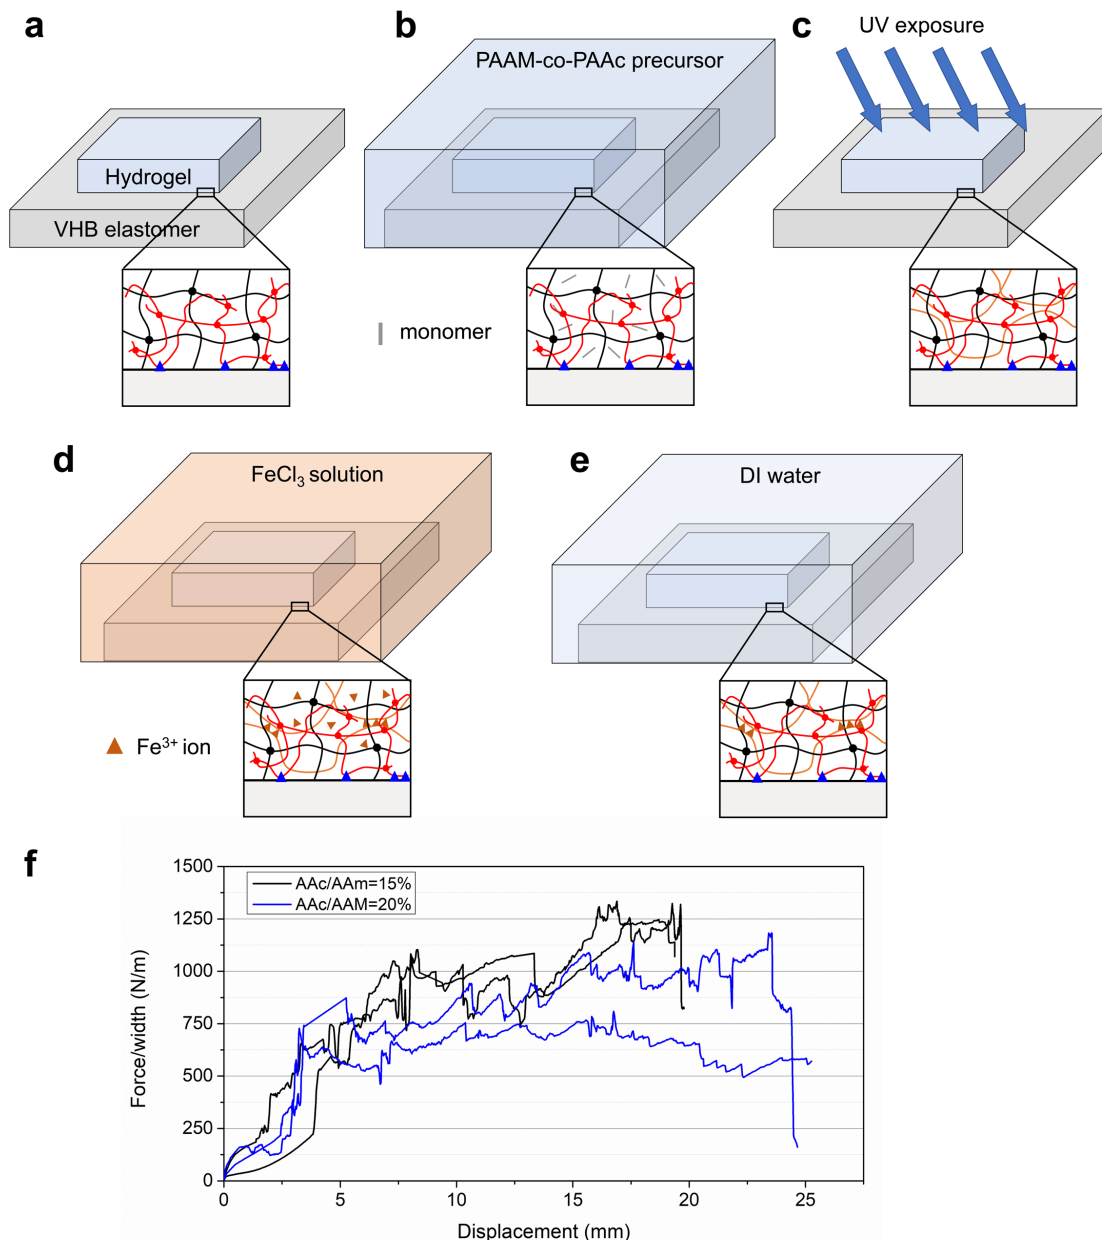 a
Hydrogel
VHB elastomer
b
PAAM-co-PAAc precursor
monomer
c
UV exposure
d
FeCl₃ solution
Fe³⁺ ion
e
DI water
f
AAc/AAm=15%
AAc/AAM=20%
1500
1250
1000
750
500
250
0
Force/width (N/m)
0 5 10 15 20 25
Displacement (mm)